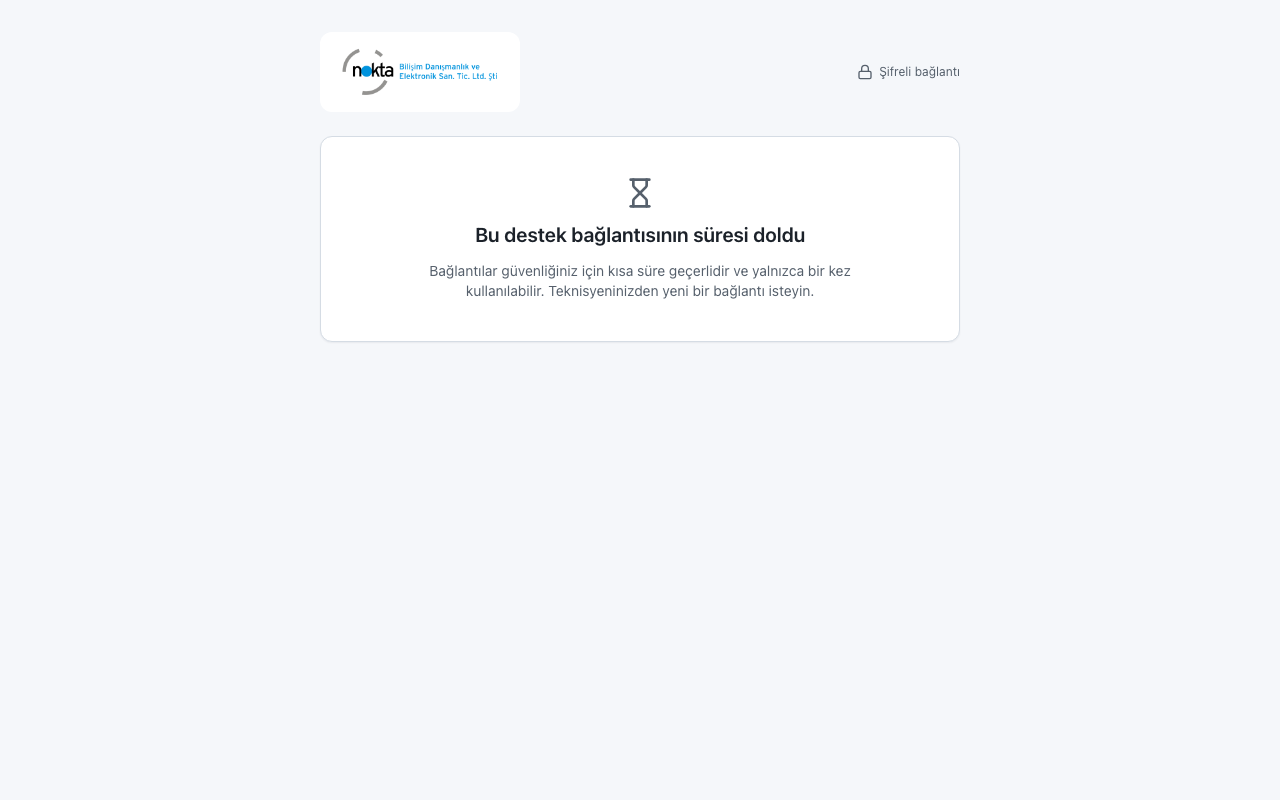 nokta
Bilişim Danışmanlık ve
Elektronik San. Tic. Ltd. Şti
Şifreli bağlantı
Bu destek bağlantısının süresi doldu
Bağlantılar güvenliğiniz için kısa süre geçerlidir ve yalnızca bir kez
kullanılabilir. Teknisyeninizden yeni bir bağlantı isteyin.